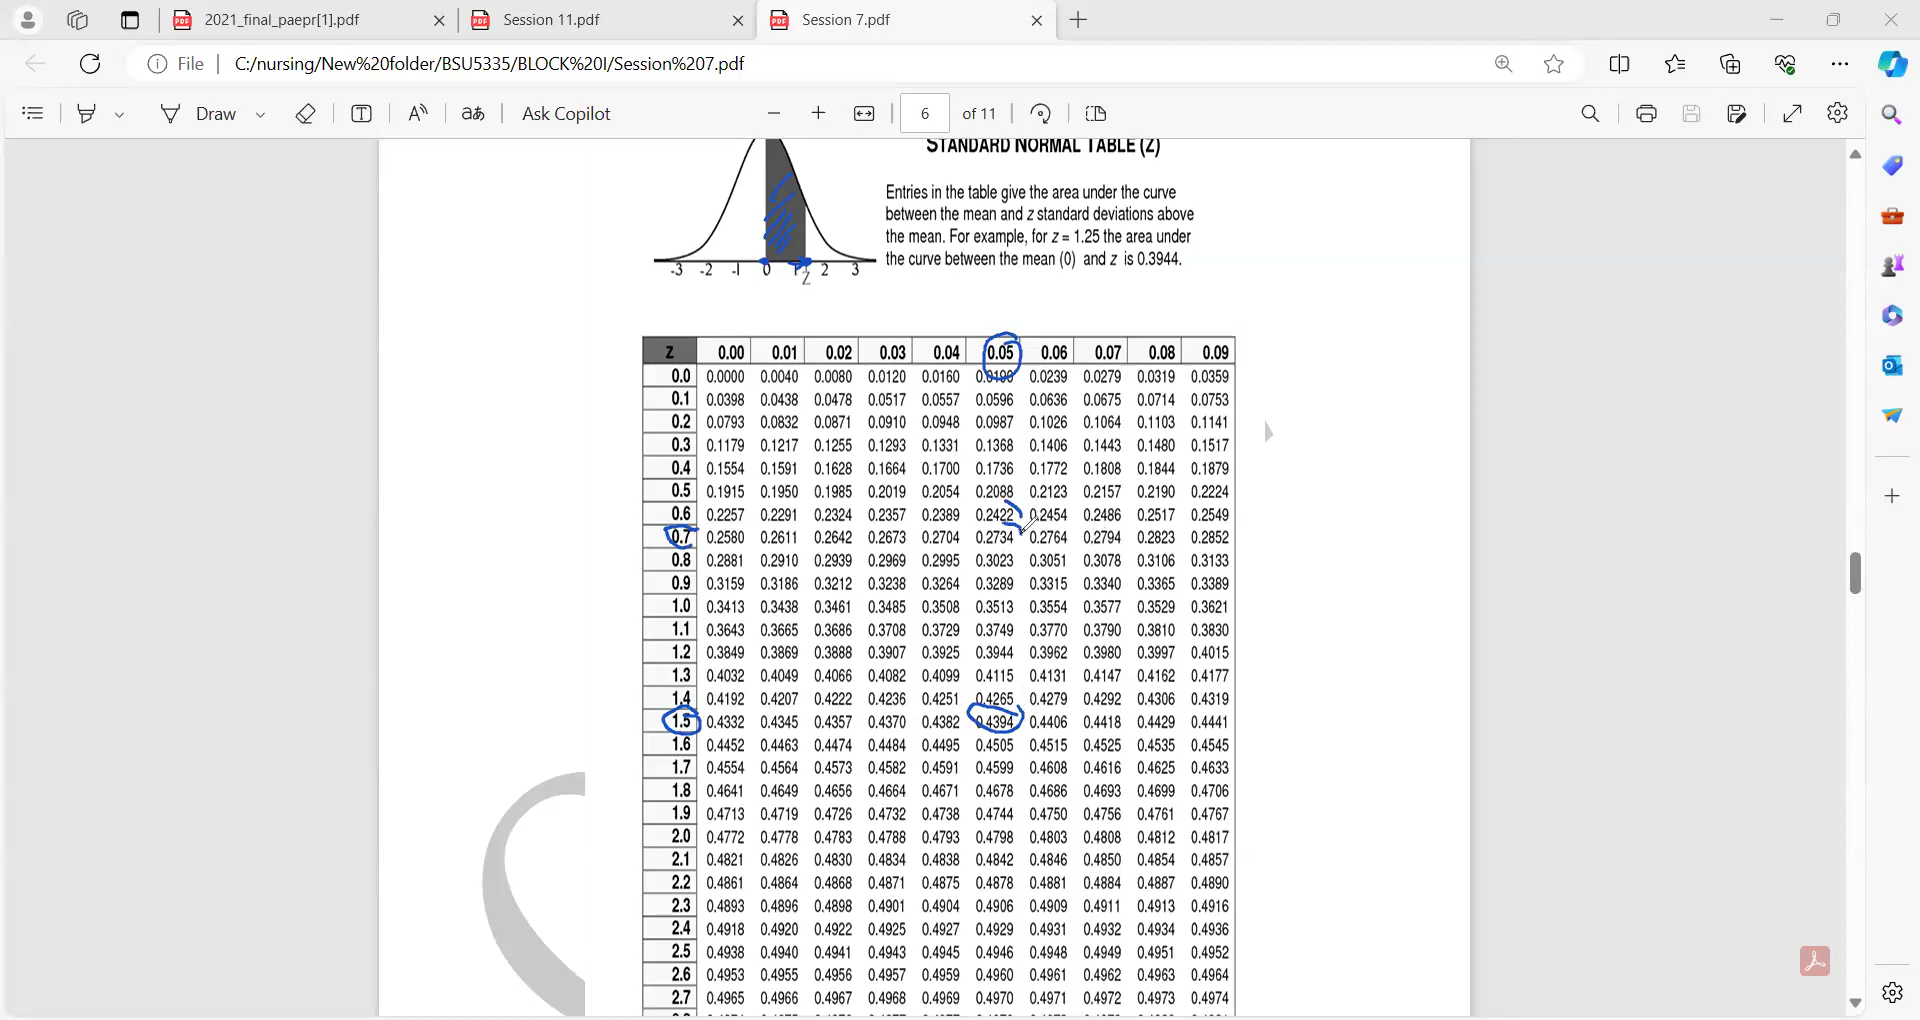 2021_final_paepr[1].pdf
Session 11.pdf
Session 7.pdf
File C:/nursing/New%20folder/BSU5335/BLOCK%20I/Session%207.pdf
Draw
Ask Copilot
6 of 11
STANDARD NORMAL TABLE (Z)
Entries in the table give the area under the curve
between the mean and z standard deviations above
the mean. For example, for z = 1.25 the area under
the curve between the mean (0) and z is 0.3944.
-3 -2 -1 0 1 2 3
Z
Z 0.00 0.01 0.02 0.03 0.04 0.05 0.06 0.07 0.08 0.09
0.0 0.0000 0.0040 0.0080 0.0120 0.0160 0.0190 0.0239 0.0279 0.0319 0.0359
0.1 0.0398 0.0438 0.0478 0.0517 0.0557 0.0596 0.0636 0.0675 0.0714 0.0753
0.2 0.0793 0.0832 0.0871 0.0910 0.0948 0.0987 0.1026 0.1064 0.1103 0.1141
0.3 0.1179 0.1217 0.1255 0.1293 0.1331 0.1368 0.1406 0.1443 0.1480 0.1517
0.4 0.1554 0.1591 0.1628 0.1664 0.1700 0.1736 0.1772 0.1808 0.1844 0.1879
0.5 0.1915 0.1950 0.1985 0.2019 0.2054 0.2088 0.2123 0.2157 0.2190 0.2224
0.6 0.2257 0.2291 0.2324 0.2357 0.2389 0.2422 0.2454 0.2486 0.2517 0.2549
0.7 0.2580 0.2611 0.2642 0.2673 0.2704 0.2734 0.2764 0.2794 0.2823 0.2852
0.8 0.2881 0.2910 0.2939 0.2969 0.2995 0.3023 0.3051 0.3078 0.3106 0.3133
0.9 0.3159 0.3186 0.3212 0.3238 0.3264 0.3289 0.3315 0.3340 0.3365 0.3389
1.0 0.3413 0.3438 0.3461 0.3485 0.3508 0.3513 0.3554 0.3577 0.3529 0.3621
1.1 0.3643 0.3665 0.3686 0.3708 0.3729 0.3749 0.3770 0.3790 0.3810 0.3830
1.2 0.3849 0.3869 0.3888 0.3907 0.3925 0.3944 0.3962 0.3980 0.3997 0.4015
1.3 0.4032 0.4049 0.4066 0.4082 0.4099 0.4115 0.4131 0.4147 0.4162 0.4177
1.4 0.4192 0.4207 0.4222 0.4236 0.4251 0.4265 0.4279 0.4292 0.4306 0.4319
1.5 0.4332 0.4345 0.4357 0.4370 0.4382 0.4394 0.4406 0.4418 0.4429 0.4441
1.6 0.4452 0.4463 0.4474 0.4484 0.4495 0.4505 0.4515 0.4525 0.4535 0.4545
1.7 0.4554 0.4564 0.4573 0.4582 0.4591 0.4599 0.4608 0.4616 0.4625 0.4633
1.8 0.4641 0.4649 0.4656 0.4664 0.4671 0.4678 0.4686 0.4693 0.4699 0.4706
1.9 0.4713 0.4719 0.4726 0.4732 0.4738 0.4744 0.4750 0.4756 0.4761 0.4767
2.0 0.4772 0.4778 0.4783 0.4788 0.4793 0.4798 0.4803 0.4808 0.4812 0.4817
2.1 0.4821 0.4826 0.4830 0.4834 0.4838 0.4842 0.4846 0.4850 0.4854 0.4857
2.2 0.4861 0.4864 0.4868 0.4871 0.4875 0.4878 0.4881 0.4884 0.4887 0.4890
2.3 0.4893 0.4896 0.4898 0.4901 0.4904 0.4906 0.4909 0.4911 0.4913 0.4916
2.4 0.4918 0.4920 0.4922 0.4925 0.4927 0.4929 0.4931 0.4932 0.4934 0.4936
2.5 0.4938 0.4940 0.4941 0.4943 0.4945 0.4946 0.4948 0.4949 0.4951 0.4952
2.6 0.4953 0.4955 0.4956 0.4957 0.4959 0.4960 0.4961 0.4962 0.4963 0.4964
2.7 0.4965 0.4966 0.4967 0.4968 0.4969 0.4970 0.4971 0.4972 0.4973 0.4974